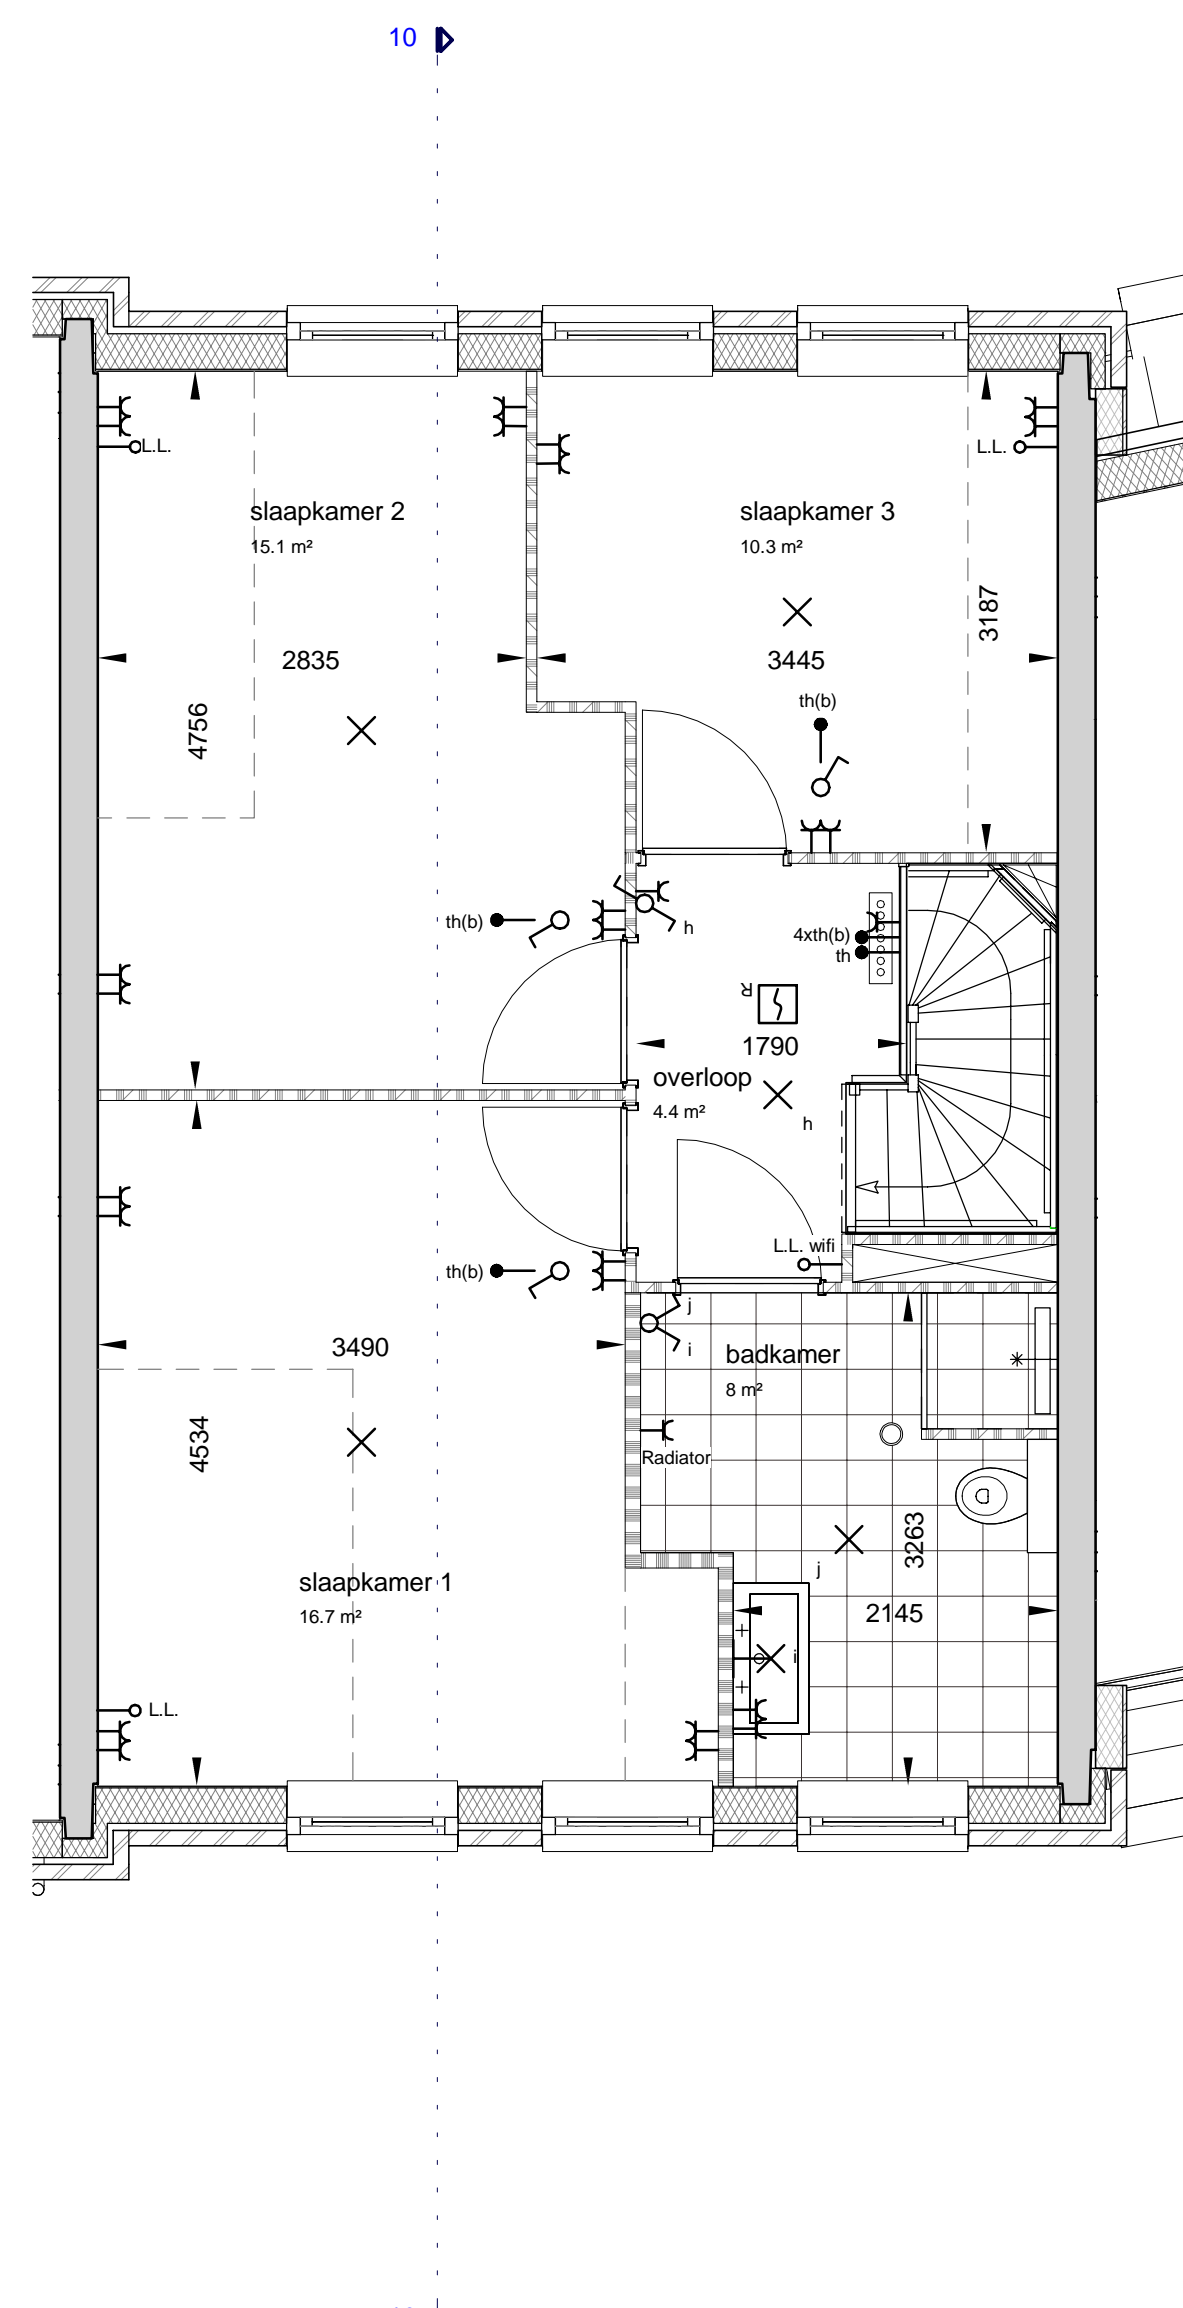 10
L.L.
L.L.
slaapkamer 2
15.1 m²
slaapkamer 3
10.3 m²
3187
2835
3445
4756
th(b)
th(b)
h
4xth(b)
th
R
1790
overloop
4.4 m²
h
L.L. wifi
th(b)
j
i
3490
badkamer
8 m²
4534
Radiator
3263
j
slaapkamer 1
16.7 m²
2145
i
L.L.